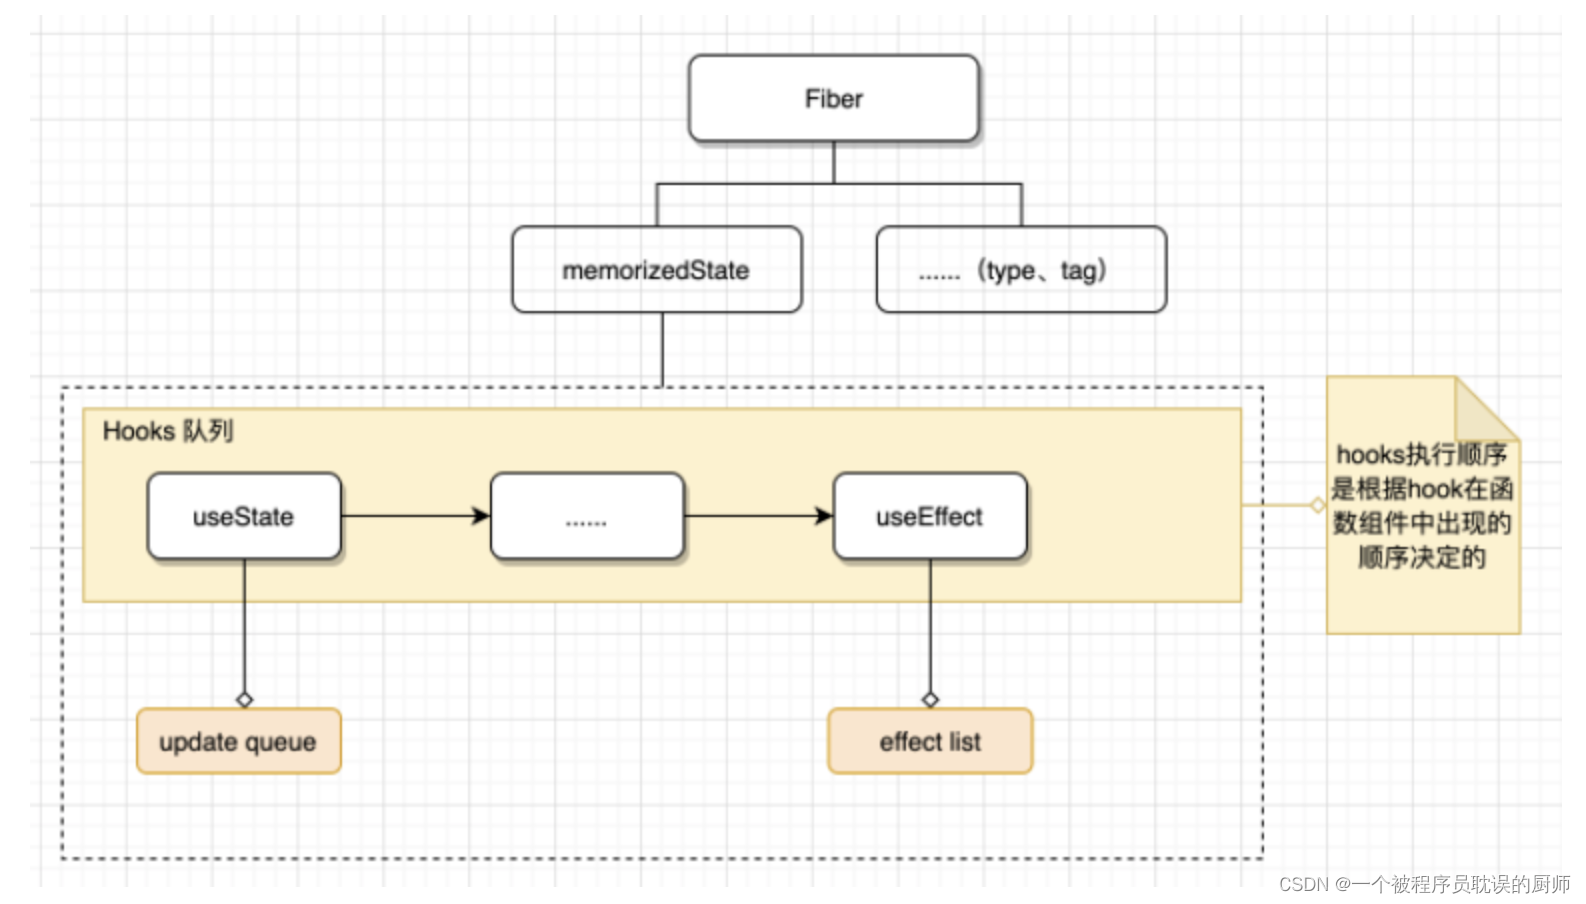 Fiber
memorizedState
...... （type、tag）
Hooks 队列
useState
......
useEffect
hooks执行顺序
是根据hook在函
数组件中出现的
顺序决定的
update queue
effect list
CSDN @一个被程序员耽误的厨师